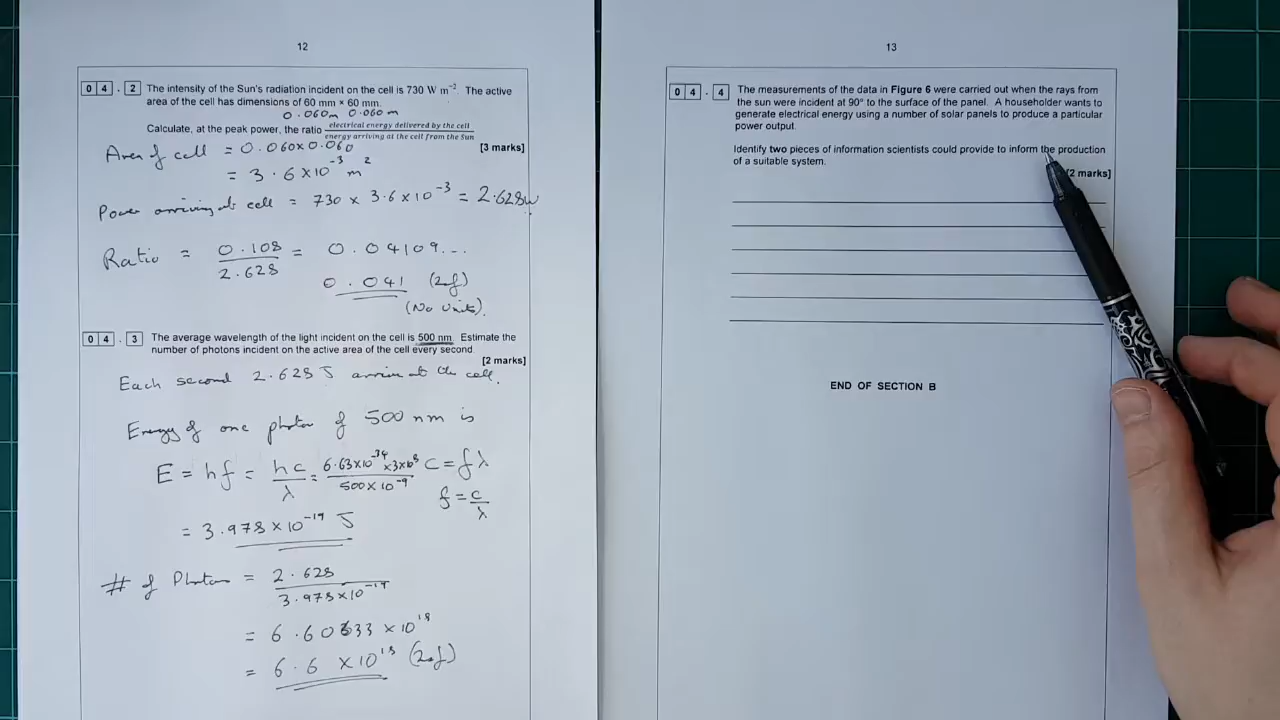 12
0 4 . 2 The intensity of the Sun's radiation incident on the cell is 730 W m⁻². The active
area of the cell has dimensions of 60 mm × 60 mm.
0.060m 0.060m
Calculate, at the peak power, the ratio electrical energy delivered by the cell
energy arriving at the cell from the Sun
[3 marks]
Area of cell = 0.060×0.060
= 3.6×10⁻³ m²
Power arriving at cell = 730 × 3.6×10⁻³ = 2.628W
Ratio = 0.108 / 2.628 = 0.04109...
0.041 (2sf)
(No Units).
0 4 . 3 The average wavelength of the light incident on the cell is 500 nm. Estimate the
number of photons incident on the active area of the cell every second.
[2 marks]
Each second 2.628 J arrive at the cell.
Energy of one photon of 500 nm is
E = hf = hc / λ = 6.63×10⁻³⁴ ×3×10⁸ / 500×10⁻⁹ C = fλ
f = c / λ
= 3.978×10⁻¹⁹ J
# of Photons = 2.628 / 3.978×10⁻¹⁹
= 6.60633 ×10¹⁸
= 6.6 ×10¹⁸ (2sf)
13
0 4 . 4 The measurements of the data in Figure 6 were carried out when the rays from
the sun were incident at 90° to the surface of the panel. A householder wants to
generate electrical energy using a number of solar panels to produce a particular
power output.
Identify two pieces of information scientists could provide to inform the production
of a suitable system.
[2 marks]
END OF SECTION B